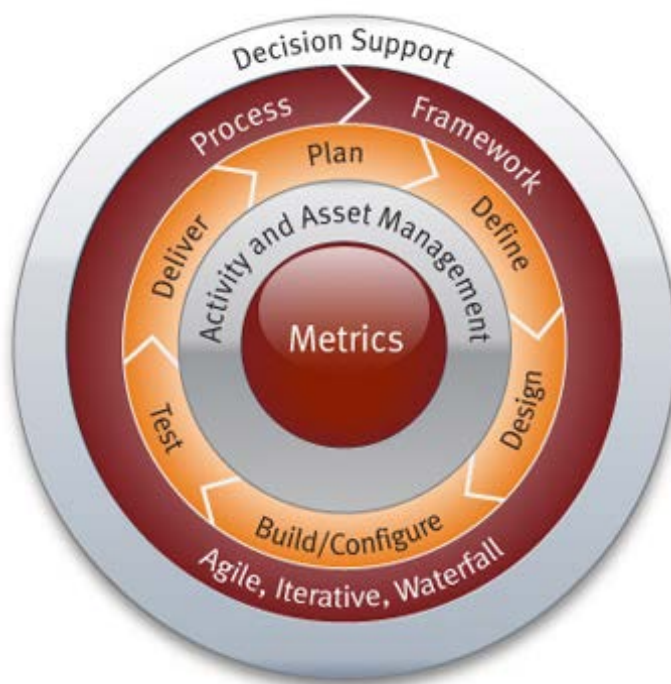 Decision Support
Process Framework
Plan
Define
Design
Build/Configure
Test
Deliver
Activity and Asset Management
Metrics
Agile, Iterative, Waterfall